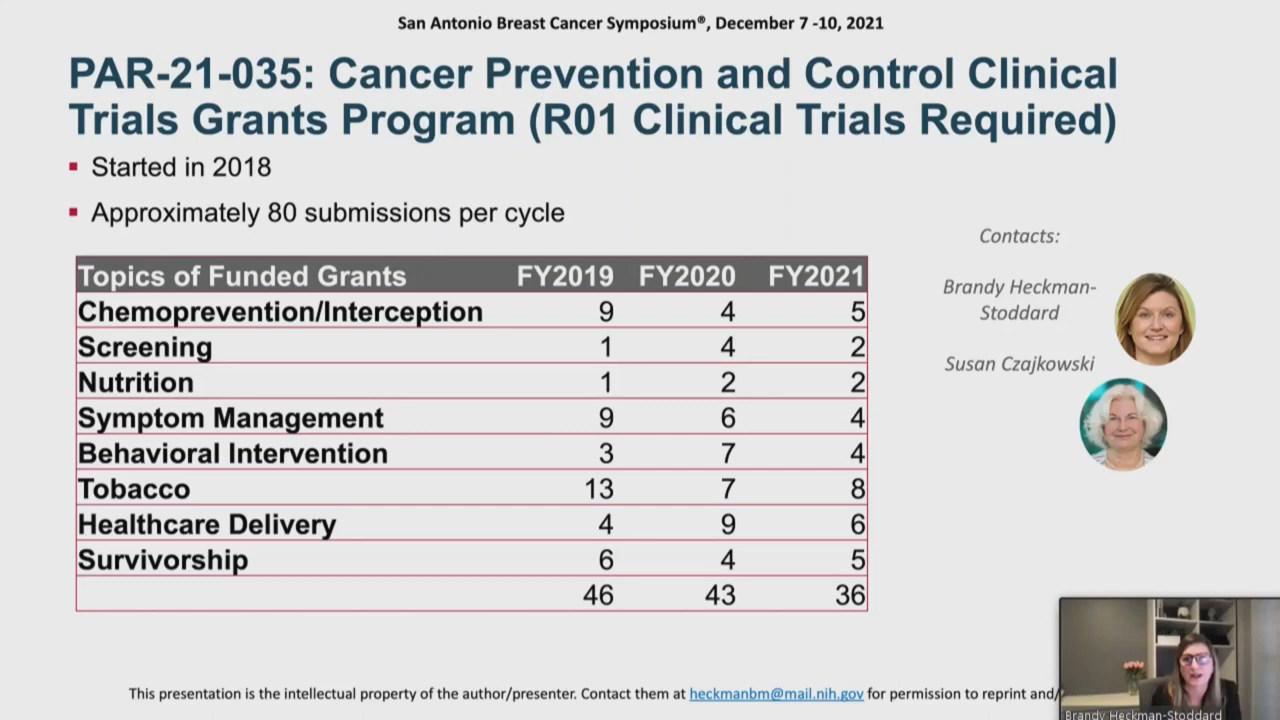 San Antonio Breast Cancer Symposium®, December 7 -10, 2021
PAR-21-035: Cancer Prevention and Control Clinical
Trials Grants Program (R01 Clinical Trials Required)
▪ Started in 2018
▪ Approximately 80 submissions per cycle
Topics of Funded Grants FY2019 FY2020 FY2021
Chemoprevention/Interception 9 4 5
Screening 1 4 2
Nutrition 1 2 2
Symptom Management 9 6 4
Behavioral Intervention 3 7 4
Tobacco 13 7 8
Healthcare Delivery 4 9 6
Survivorship 6 4 5
46 43 36
Contacts:
Brandy Heckman-
Stoddard
Susan Czajkowski
This presentation is the intellectual property of the author/presenter. Contact them at heckmanbm@mail.nih.gov for permission to reprint and/
Brandy Heckman-Stoddard